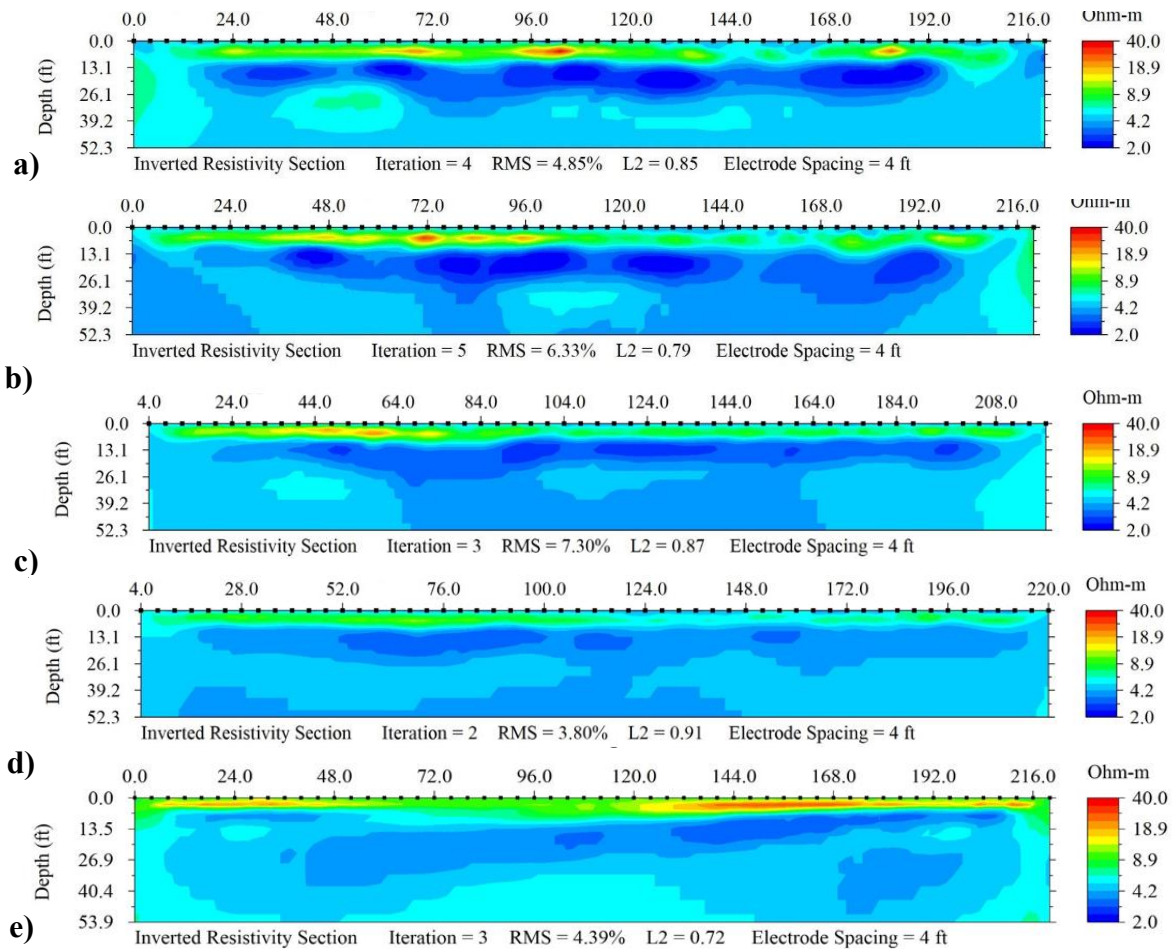 0.0 24.0 48.0 72.0 96.0 120.0 144.0 168.0 192.0 216.0 Ohm-m
0.0 40.0
13.1 18.9
26.1 8.9
39.2 4.2
52.3 2.0
Depth (ft)
Inverted Resistivity Section Iteration = 4 RMS = 4.85% L2 = 0.85 Electrode Spacing = 4 ft
a)
0.0 24.0 48.0 72.0 96.0 120.0 144.0 168.0 192.0 216.0 Ohm-m
0.0 40.0
13.1 18.9
26.1 8.9
39.2 4.2
52.3 2.0
Depth (ft)
Inverted Resistivity Section Iteration = 5 RMS = 6.33% L2 = 0.79 Electrode Spacing = 4 ft
b)
4.0 24.0 44.0 64.0 84.0 104.0 124.0 144.0 164.0 184.0 208.0 Ohm-m
0.0 40.0
13.1 18.9
26.1 8.9
39.2 4.2
52.3 2.0
Depth (ft)
Inverted Resistivity Section Iteration = 3 RMS = 7.30% L2 = 0.87 Electrode Spacing = 4 ft
c)
4.0 28.0 52.0 76.0 100.0 124.0 148.0 172.0 196.0 220.0 Ohm-m
0.0 40.0
13.1 18.9
26.1 8.9
39.2 4.2
52.3 2.0
Depth (ft)
Inverted Resistivity Section Iteration = 2 RMS = 3.80% L2 = 0.91 Electrode Spacing = 4 ft
d)
0.0 24.0 48.0 72.0 96.0 120.0 144.0 168.0 192.0 216.0 Ohm-m
0.0 40.0
13.5 18.9
26.9 8.9
40.4 4.2
53.9 2.0
Depth (ft)
Inverted Resistivity Section Iteration = 3 RMS = 4.39% L2 = 0.72 Electrode Spacing = 4 ft
e)